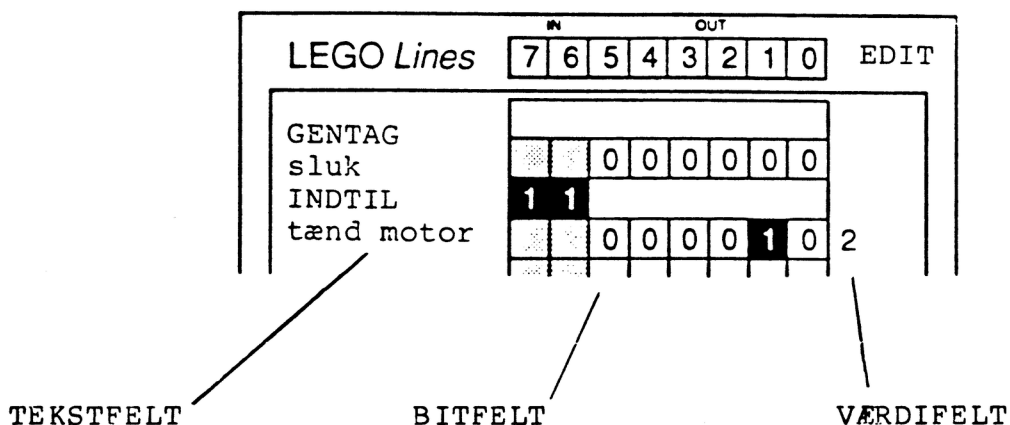 IN OUT
LEGO Lines 7 6 5 4 3 2 1 0 EDIT
GENTAG
sluk 0 0 0 0 0 0
INDTIL 1 1
tænd motor 0 0 0 0 1 0 2
TEKSTFELT BITFELT VÆRDIFELT